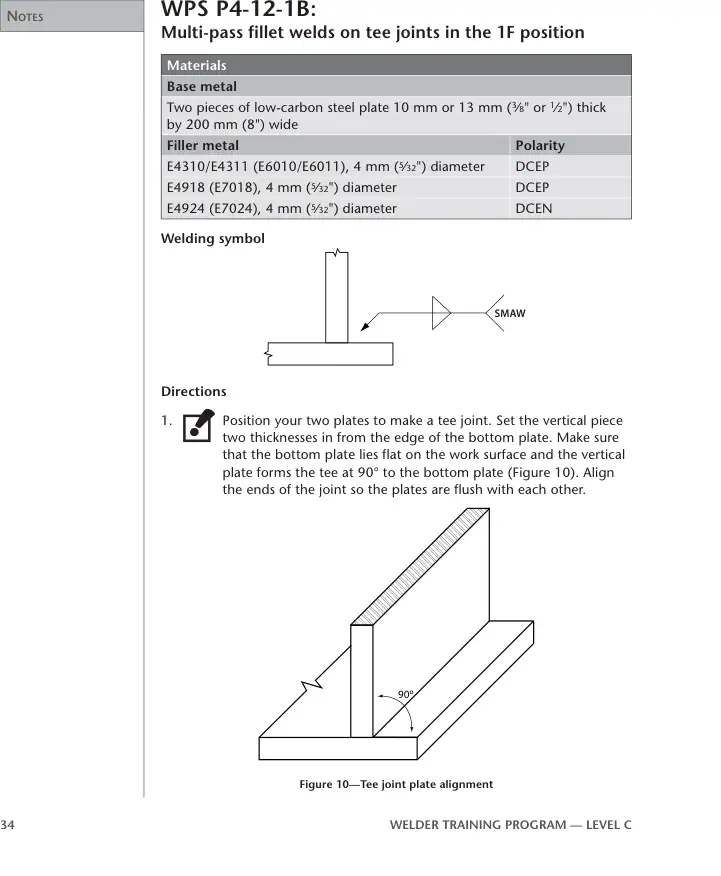 NOTES
WPS P4-12-1B:
Multi-pass fillet welds on tee joints in the 1F position
Materials
Base metal
Two pieces of low-carbon steel plate 10 mm or 13 mm (3⁄8" or 1⁄2") thick
by 200 mm (8") wide
Filler metal Polarity
E4310/E4311 (E6010/E6011), 4 mm (5⁄32") diameter DCEP
E4918 (E7018), 4 mm (5⁄32") diameter DCEP
E4924 (E7024), 4 mm (5⁄32") diameter DCEN
Welding symbol
SMAW
Directions
1. Position your two plates to make a tee joint. Set the vertical piece
two thicknesses in from the edge of the bottom plate. Make sure
that the bottom plate lies flat on the work surface and the vertical
plate forms the tee at 90° to the bottom plate (Figure 10). Align
the ends of the joint so the plates are flush with each other.
90º
Figure 10—Tee joint plate alignment
34 WELDER TRAINING PROGRAM — LEVEL C